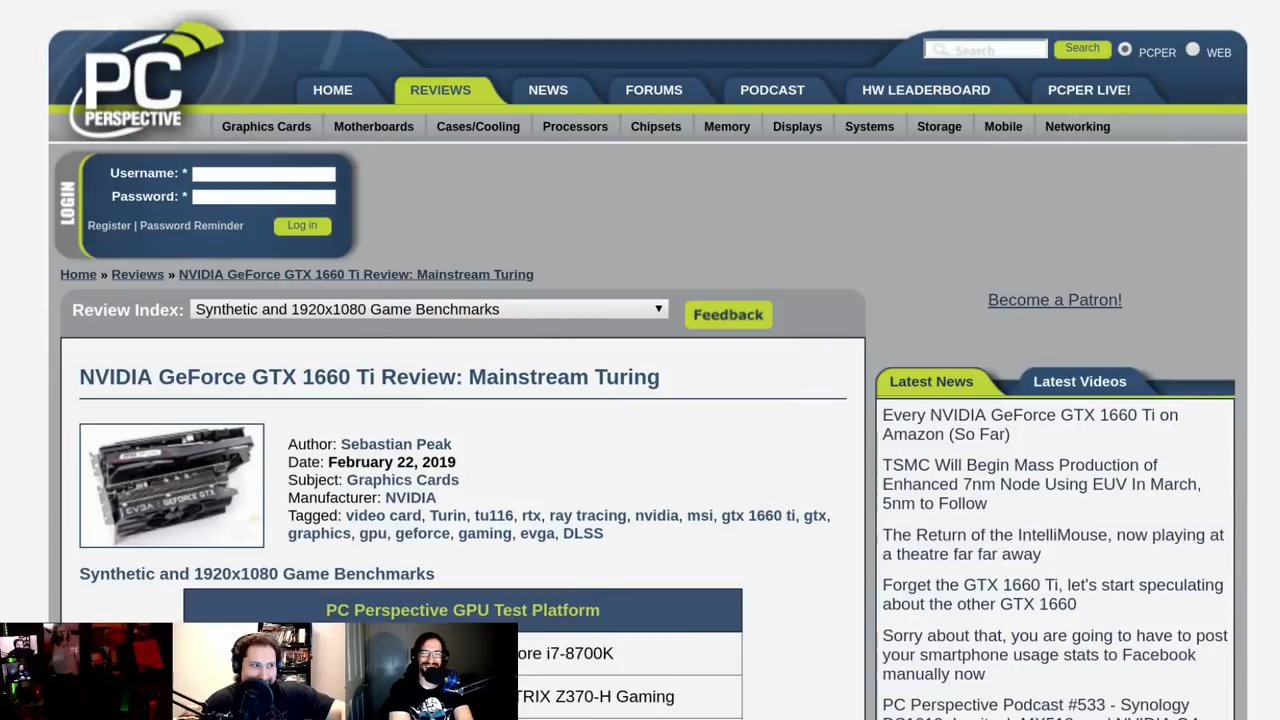 PC
PERSPECTIVE
Search
Search
PCPER
WEB
HOME
REVIEWS
NEWS
FORUMS
PODCAST
HW LEADERBOARD
PCPER LIVE!
Graphics Cards
Motherboards
Cases/Cooling
Processors
Chipsets
Memory
Displays
Systems
Storage
Mobile
Networking
LOGIN
Username: *
Password: *
Register | Password Reminder
Log in
Home » Reviews » NVIDIA GeForce GTX 1660 Ti Review: Mainstream Turing
Review Index:
Synthetic and 1920x1080 Game Benchmarks
Feedback
Become a Patron!
NVIDIA GeForce GTX 1660 Ti Review: Mainstream Turing
EVGA GEFORCE GTX
Author: Sebastian Peak
Date: February 22, 2019
Subject: Graphics Cards
Manufacturer: NVIDIA
Tagged: video card, Turin, tu116, rtx, ray tracing, nvidia, msi, gtx 1660 ti, gtx,
graphics, gpu, geforce, gaming, evga, DLSS
Synthetic and 1920x1080 Game Benchmarks
PC Perspective GPU Test Platform
ore i7-8700K
TRIX Z370-H Gaming
Latest News
Latest Videos
Every NVIDIA GeForce GTX 1660 Ti on
Amazon (So Far)
TSMC Will Begin Mass Production of
Enhanced 7nm Node Using EUV In March,
5nm to Follow
The Return of the IntelliMouse, now playing at
a theatre far far away
Forget the GTX 1660 Ti, let's start speculating
about the other GTX 1660
Sorry about that, you are going to have to post
your smartphone usage stats to Facebook
manually now
PC Perspective Podcast #533 - Synology